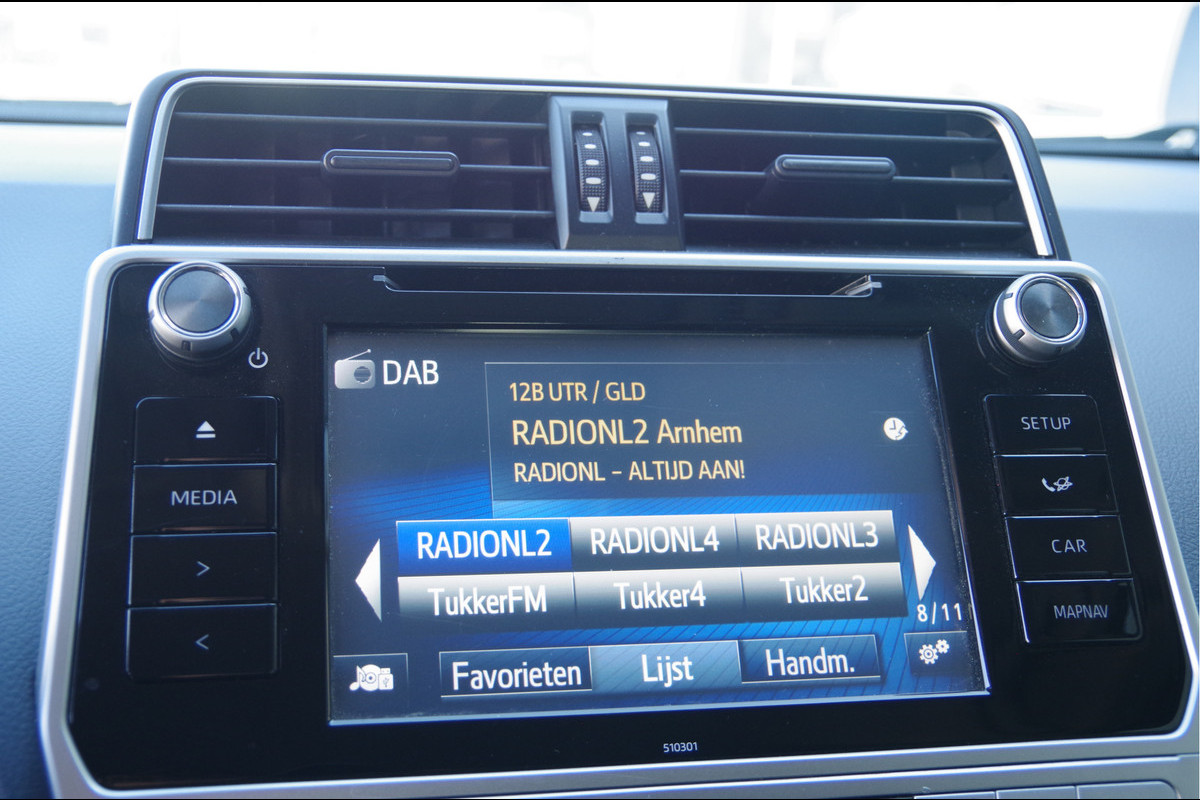 DAB
12B UTR / GLD
RADIONL2 Arnhem
RADIONL - ALTIJD AAN!
MEDIA
>
<
RADIONL2 RADIONL4 RADIONL3
TukkerFM Tukker4 Tukker2
8/11
Favorieten Lijst Handm.
SETUP
CAR
MAPNAV
510301